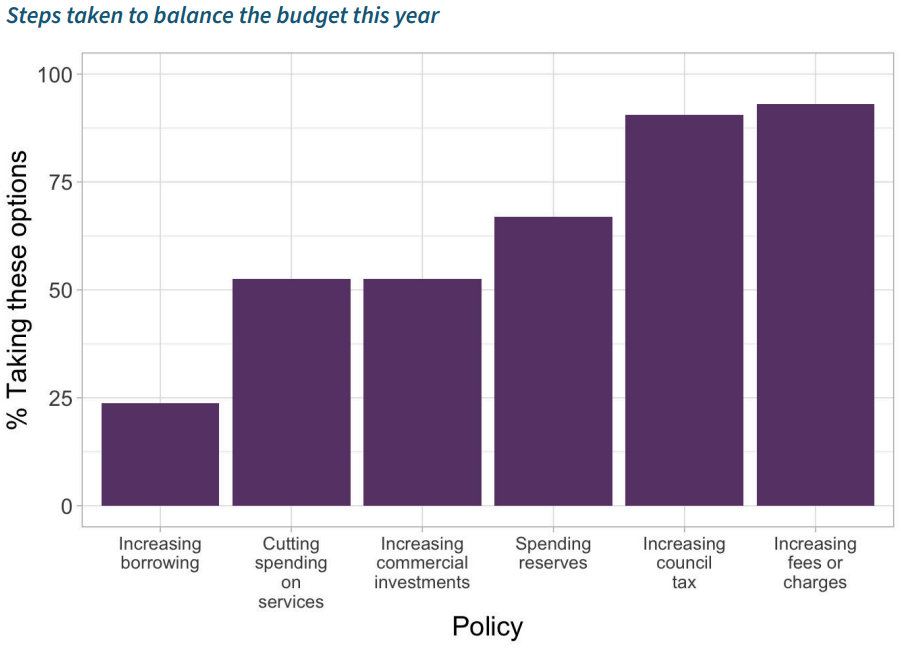 Steps taken to balance the budget this year
% Taking these options
100
75
50
25
0
Increasing
borrowing
Cutting
spending
on
services
Increasing
commercial
investments
Spending
reserves
Increasing
council
tax
Increasing
fees or
charges
Policy